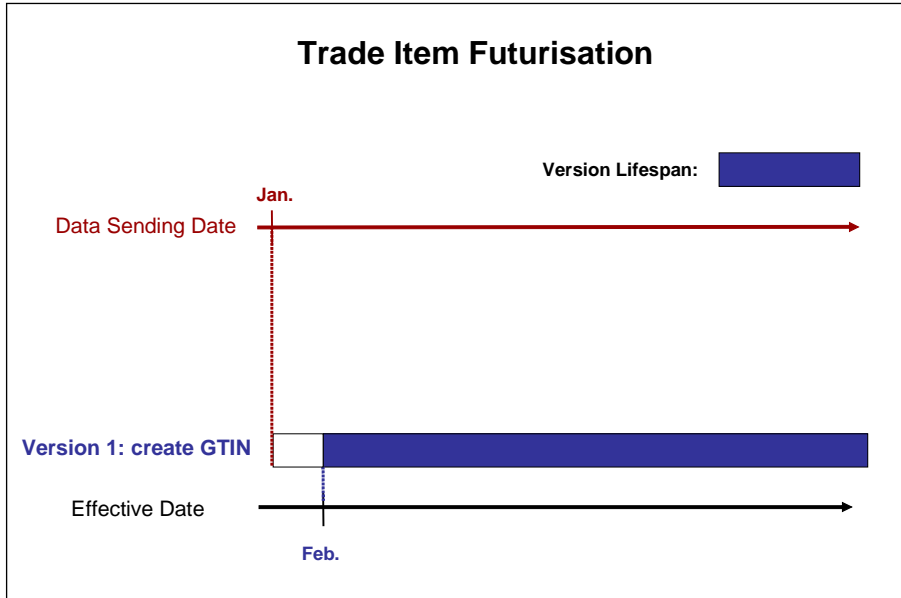 Trade Item Futurisation
Version Lifespan:
Jan.
Data Sending Date
Version 1: create GTIN
Effective Date
Feb.